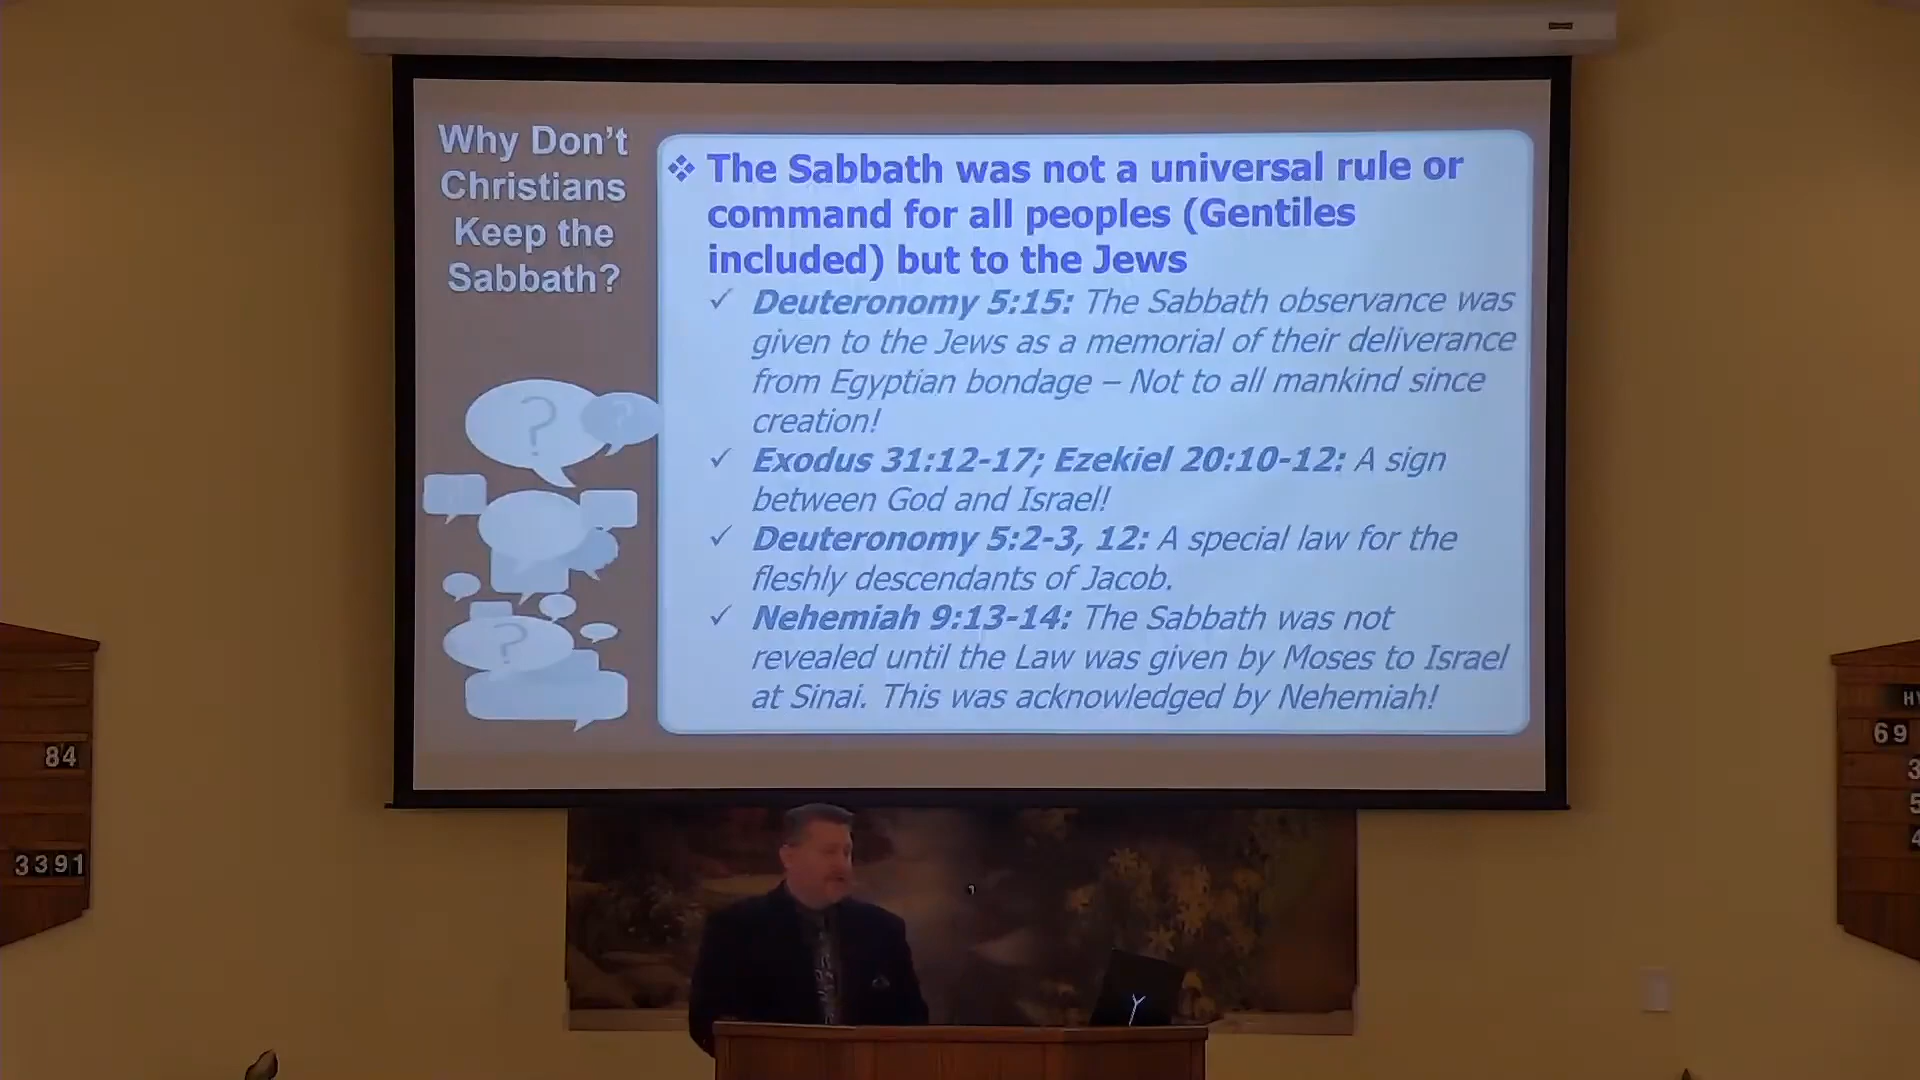 Why Don't
Christians
Keep the
Sabbath?
❖ The Sabbath was not a universal rule or
command for all peoples (Gentiles
included) but to the Jews
✓ Deuteronomy 5:15: The Sabbath observance was
given to the Jews as a memorial of their deliverance
from Egyptian bondage – Not to all mankind since
creation!
✓ Exodus 31:12-17; Ezekiel 20:10-12: A sign
between God and Israel!
✓ Deuteronomy 5:2-3, 12: A special law for the
fleshly descendants of Jacob.
✓ Nehemiah 9:13-14: The Sabbath was not
revealed until the Law was given by Moses to Israel
at Sinai. This was acknowledged by Nehemiah!
?
?
?
84
3391
HY
69
3
5
4